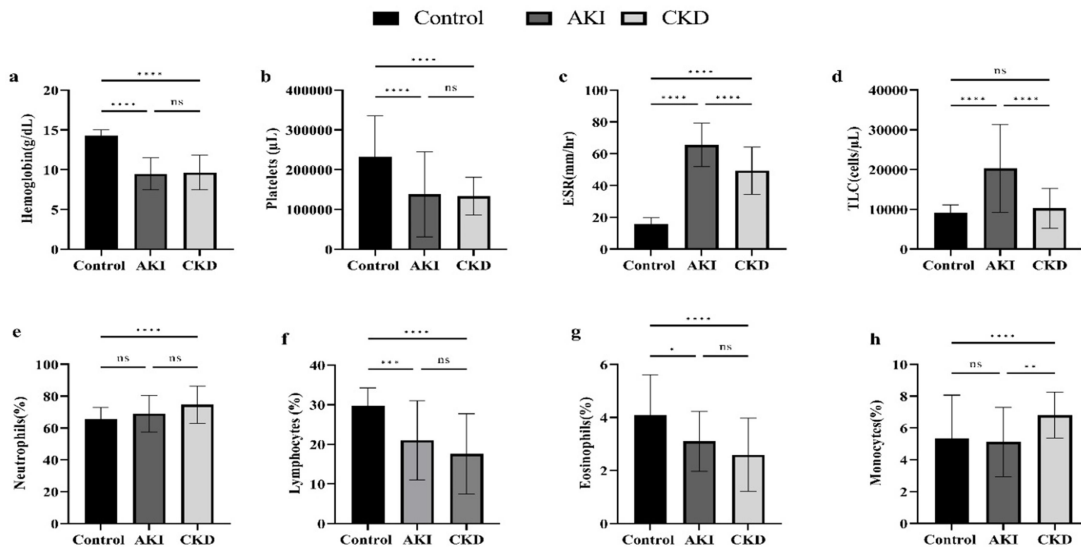 Control AKI CKD
a
****
**** ns
Hemoglobin(g/dL)
20
15
10
5
0
Control AKI CKD
b
****
**** ns
Platelets (µL)
400000
300000
200000
100000
0
Control AKI CKD
c
****
**** ****
ESR(mm/hr)
100
80
60
40
20
0
Control AKI CKD
d
ns
**** ****
TLC(cells/µL)
40000
30000
20000
10000
0
Control AKI CKD
e
****
ns ns
Neutrophils(%)
100
80
60
40
20
0
Control AKI CKD
f
****
*** ns
Lymphocytes (%)
40
30
20
10
0
Control AKI CKD
g
****
* ns
Eosinophils(%)
6
4
2
0
Control AKI CKD
h
****
ns **
Monocytes(%)
10
8
6
4
2
0
Control AKI CKD